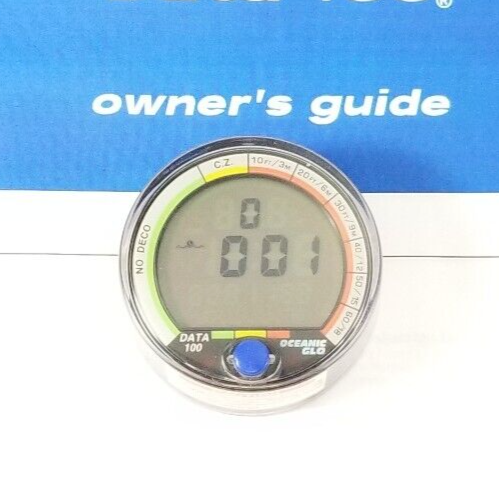 owner's guide
C.Z.
10FT/3M
20FT/6M
30FT/9M
40/12
50/15
60/18
NO DECO
0
001
DATA
100
OCEANIC
GLO